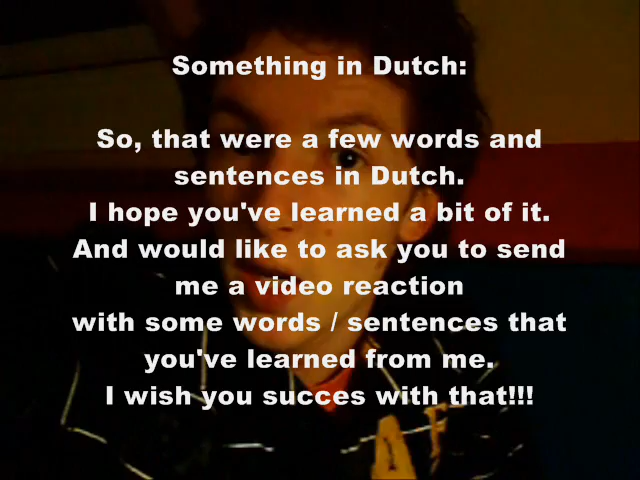 Something in Dutch:
So, that were a few words and
sentences in Dutch.
I hope you've learned a bit of it.
And would like to ask you to send
me a video reaction
with some words / sentences that
you've learned from me.
I wish you succes with that!!!
A F